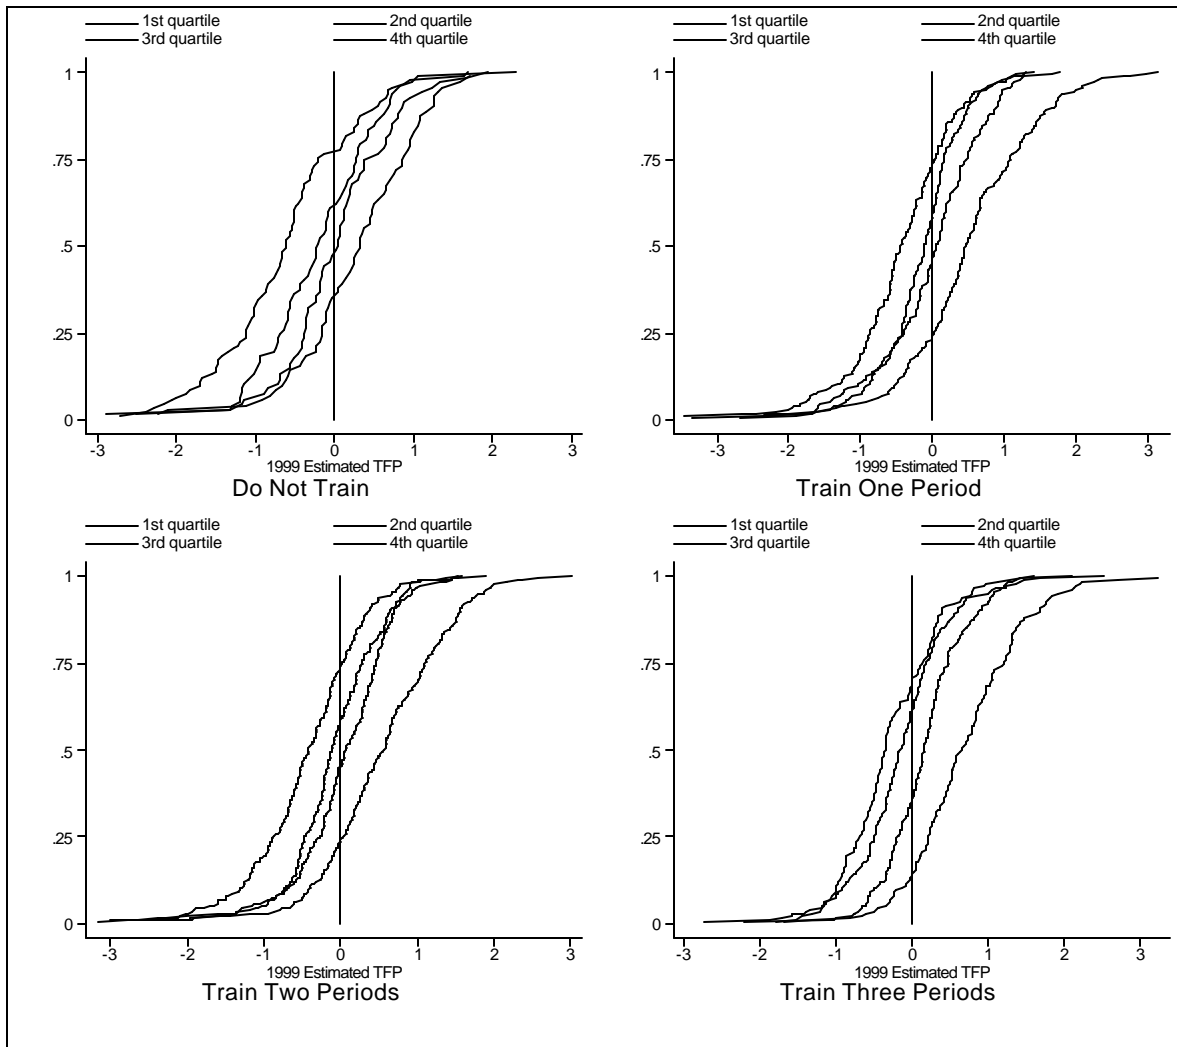 1st quartile 2nd quartile
3rd quartile 4th quartile
1
.75
.5
.25
0
-3 -2 -1 0 1 2 3
1999 Estimated TFP
Do Not Train
1st quartile 2nd quartile
3rd quartile 4th quartile
1
.75
.5
.25
0
-3 -2 -1 0 1 2 3
1999 Estimated TFP
Train One Period
1st quartile 2nd quartile
3rd quartile 4th quartile
1
.75
.5
.25
0
-3 -2 -1 0 1 2 3
1999 Estimated TFP
Train Two Periods
1st quartile 2nd quartile
3rd quartile 4th quartile
1
.75
.5
.25
0
-3 -2 -1 0 1 2 3
1999 Estimated TFP
Train Three Periods